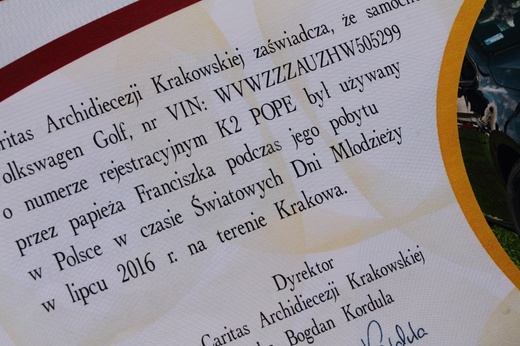 aritas Archidiecezji Krakowskiej zaświadcza, że samoch
olkswagen Golf, nr VIN: WVWZZZAUZHW505299
o numerze rejestracyjnym K2 POPE był używany
przez papieża Franciszka podczas jego pobytu
w Polsce w czasie Światowych Dni Młodzieży
w lipcu 2016 r. na terenie Krakowa.
Dyrektor
Caritas Archidiecezji Krakowskiej
Bogdan Kordula
Kordula